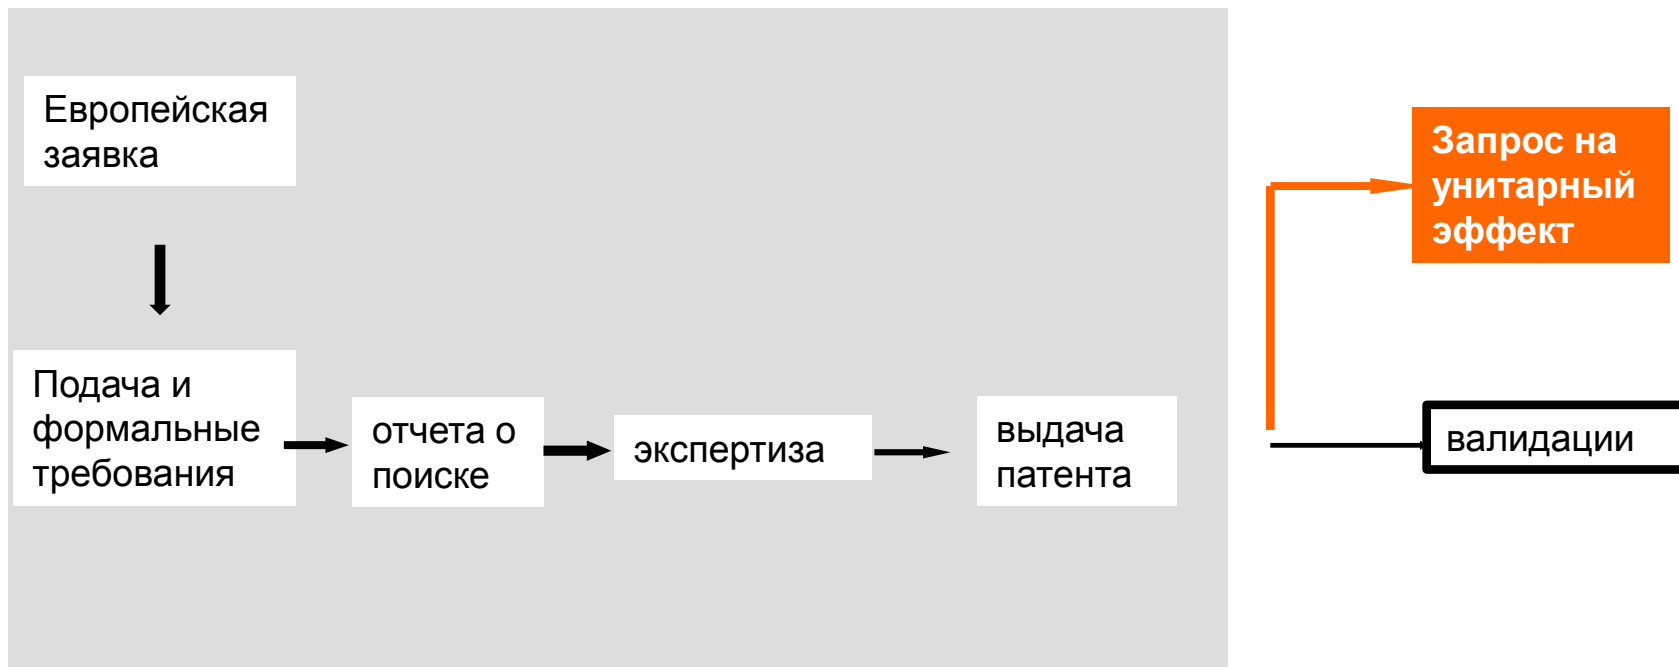 Европейская
заявка
Подача и
формальные
требования
отчета о
поиске
экспертиза
выдача
патента
Запрос на
унитарный
эффект
валидации